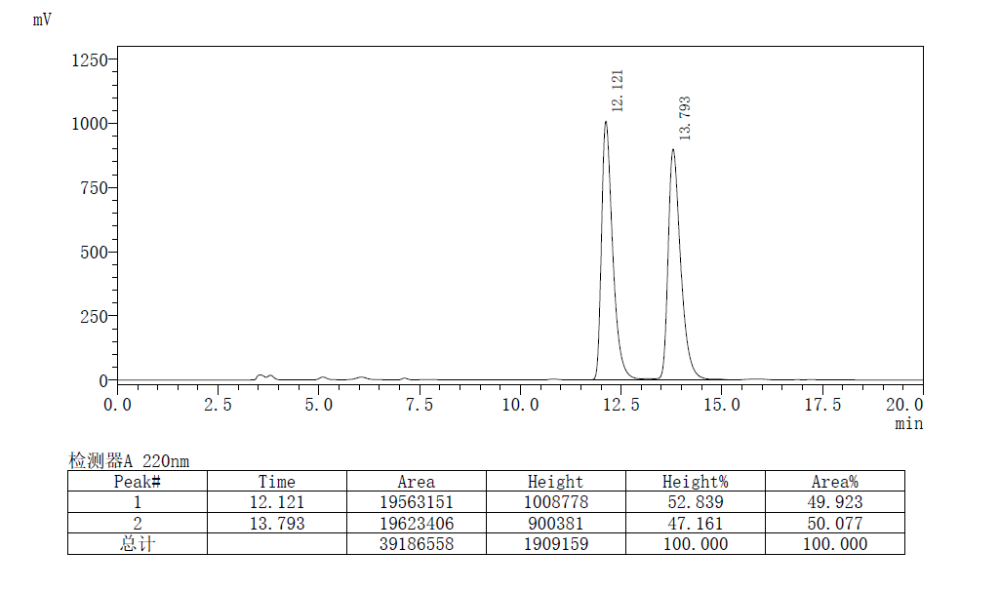 mV
12.121
13.793
1250
1000
750
500
250
0
0.0 2.5 5.0 7.5 10.0 12.5 15.0 17.5 20.0
min
检测器A 220nm
Peak# Time Area Height Height% Area%
1 12.121 19563151 1008778 52.839 49.923
2 13.793 19623406 900381 47.161 50.077
总计 39186558 1909159 100.000 100.000